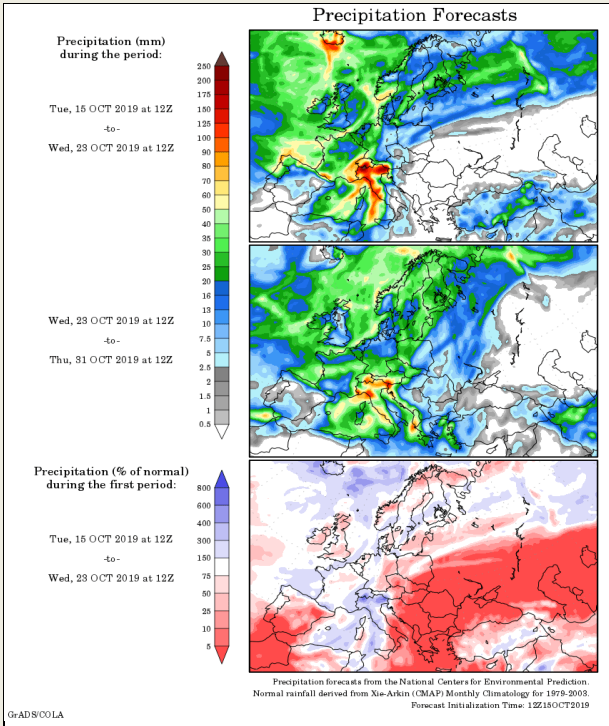 Precipitation Forecasts
Precipitation (mm)
during the period:
Tue, 15 OCT 2019 at 12Z
-to-
Wed, 23 OCT 2019 at 12Z
250
200
175
150
125
100
90
80
70
60
50
40
35
30
25
20
16
13
10
7.5
5
2.5
2
1.5
1
0.5
Wed, 23 OCT 2019 at 12Z
-to-
Thu, 31 OCT 2019 at 12Z
Precipitation (% of normal)
during the first period:
Tue, 15 OCT 2019 at 12Z
-to-
Wed, 23 OCT 2019 at 12Z
800
600
400
300
150
75
50
25
10
5
Precipitation forecasts from the National Centers for Environmental Prediction.
Normal rainfall derived from Xie-Arkin (CMAP) Monthly Climatology for 1979-2003.
Forecast Initialization Time: 12Z15OCT2019
GrADS/COLA